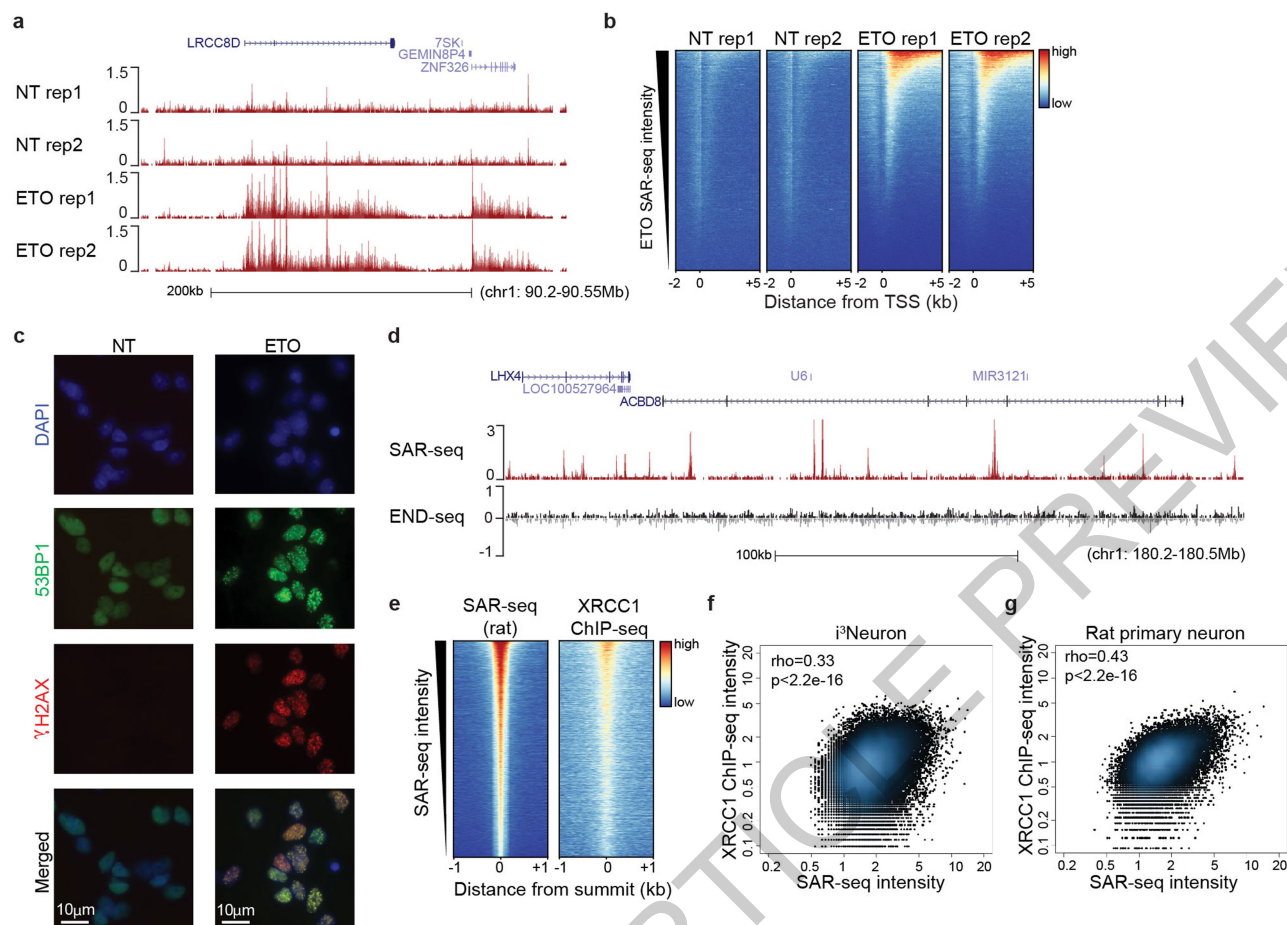 a
LRCC8D
7SK
GEMIN8P4
ZNF326
NT rep1
1.5
0
NT rep2
1.5
0
ETO rep1
1.5
0
ETO rep2
1.5
0
200kb
(chr1: 90.2-90.55Mb)
b
NT rep1 NT rep2 ETO rep1 ETO rep2
high
low
ETO SAR-seq intensity
-2 0 +5 -2 0 +5 -2 0 +5 -2 0 +5
Distance from TSS (kb)
c
NT ETO
DAPI
53BP1
γH2AX
Merged
10μm 10μm
d
LHX4
LOC100527964
U6
MIR3121
ACBD8
SAR-seq
3
0
END-seq
1
0
-1
100kb
(chr1: 180.2-180.5Mb)
e
SAR-seq
(rat)
XRCC1
ChIP-seq
high
low
SAR-seq intensity
-1 0 +1 -1 0 +1
Distance from summit (kb)
f
i³Neuron
rho=0.33
p<2.2e-16
XRCC1 ChIP-seq intensity
20
10
5
2
1
0.5
0.2
0.1
0.2 0.5 1 2 5 10 20
SAR-seq intensity
g
Rat primary neuron
rho=0.43
p<2.2e-16
XRCC1 ChIP-seq intensity
20
10
5
2
1
0.5
0.2
0.1
0.2 0.5 1 2 5 10 20
SAR-seq intensity
ARTICLE PREVIEW